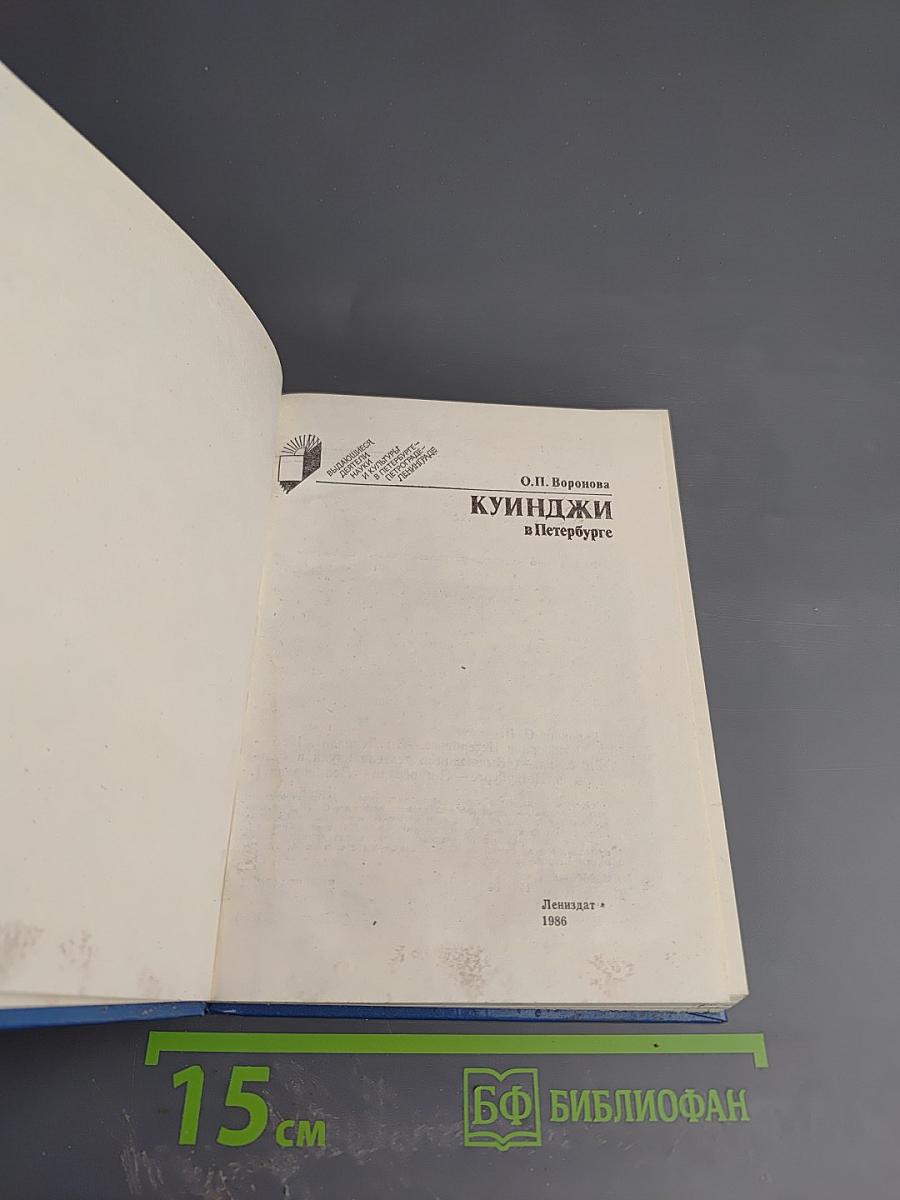 ВЫДАЮЩИЕСЯ
ДЕЯТЕЛИ
НАУКИ
И КУЛЬТУРЫ
В ПЕТЕРБУРГЕ—
ПЕТРОГРАДЕ—
ЛЕНИНГРАДЕ
О.П. Воронова
КУИНДЖИ
в Петербурге
Лениздат
1986
15 см
БФ БИБЛИОФАН